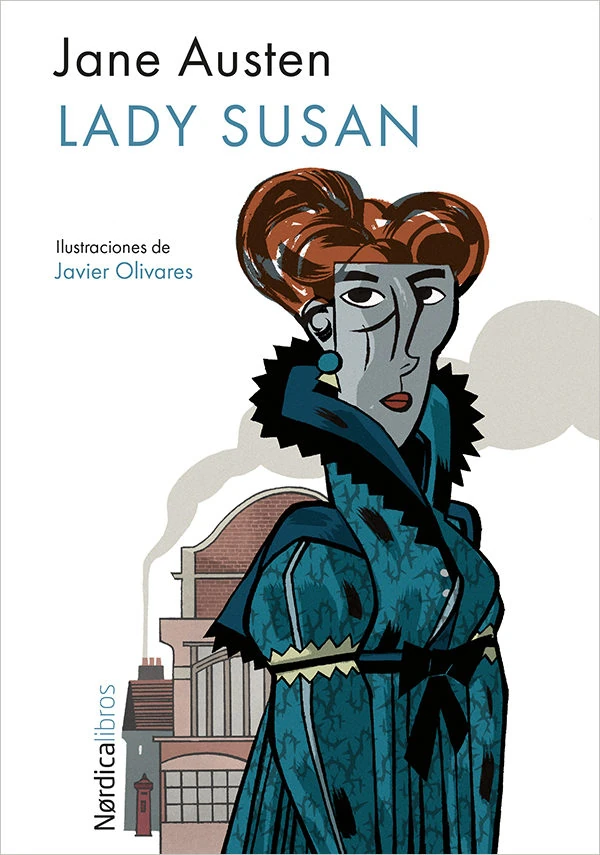 Jane Austen
LADY SUSAN
Ilustraciones de
Javier Olivares
Nørdicalibros